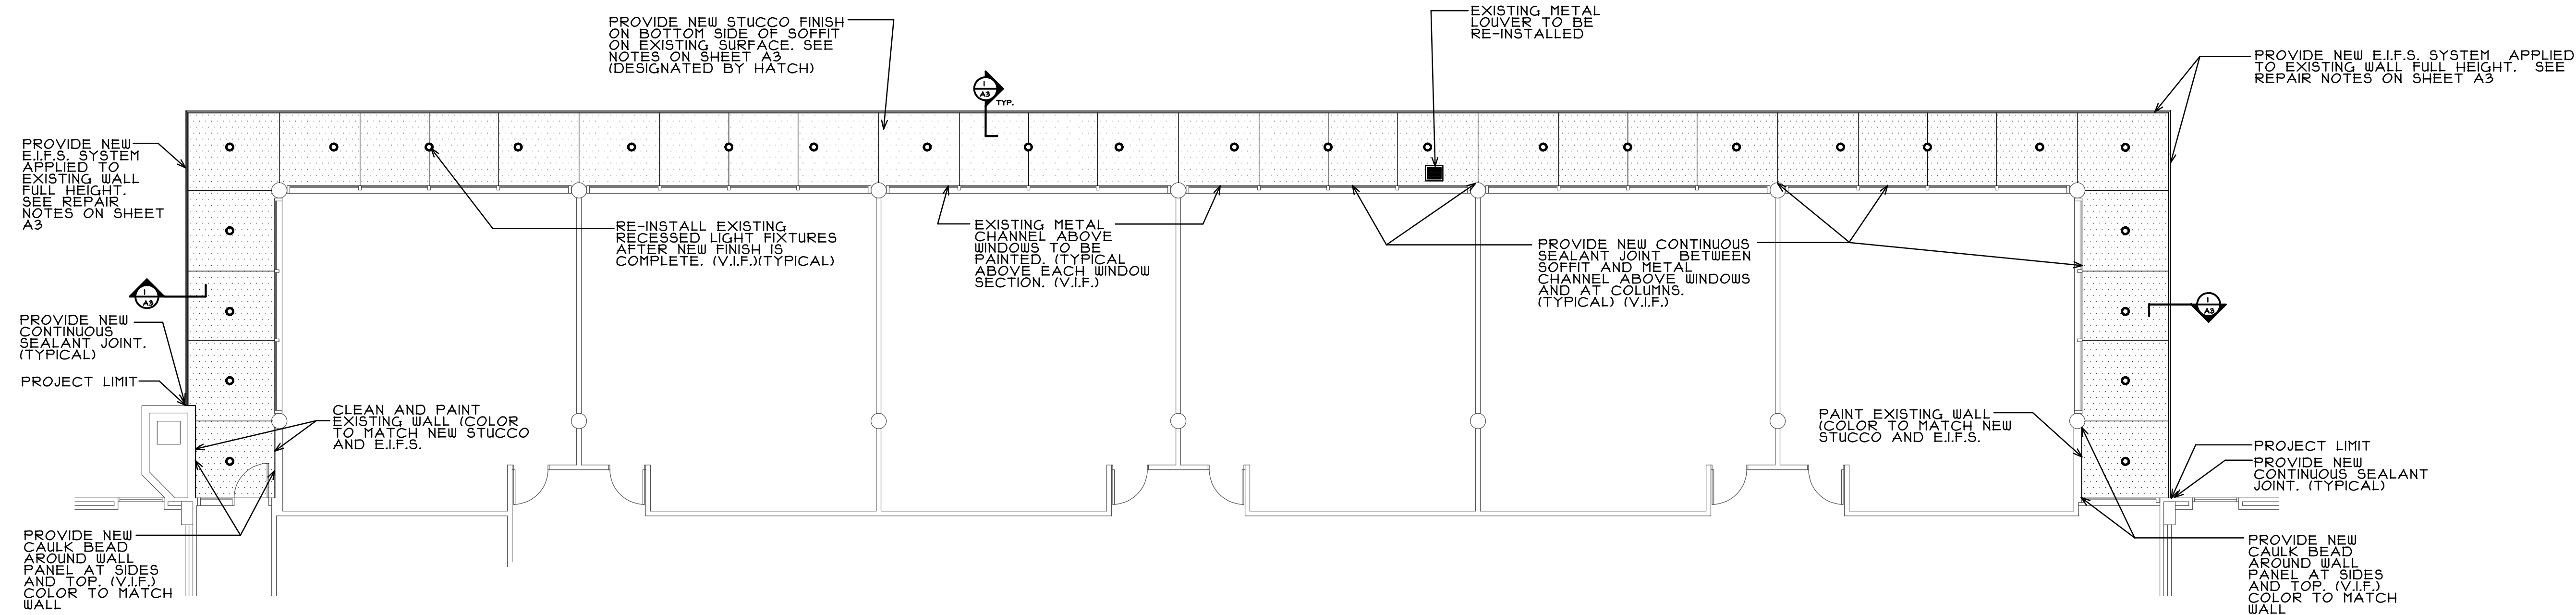 PROVIDE NEW STUCCO FINISH
ON BOTTOM SIDE OF SOFFIT
ON EXISTING SURFACE. SEE
NOTES ON SHEET A3
(DESIGNATED BY HATCH)
EXISTING METAL
LOUVER TO BE
RE-INSTALLED
PROVIDE NEW E.I.F.S. SYSTEM APPLIED
TO EXISTING WALL FULL HEIGHT. SEE
REPAIR NOTES ON SHEET A3
1
A3
TYP.
PROVIDE NEW
E.I.F.S. SYSTEM
APPLIED TO
EXISTING WALL
FULL HEIGHT.
SEE REPAIR
NOTES ON SHEET
A3
RE-INSTALL EXISTING
RECESSED LIGHT FIXTURES
AFTER NEW FINISH IS
COMPLETE. (V.I.F.)(TYPICAL)
EXISTING METAL
CHANNEL ABOVE
WINDOWS TO BE
PAINTED. (TYPICAL
ABOVE EACH WINDOW
SECTION. (V.I.F.)
PROVIDE NEW CONTINUOUS
SEALANT JOINT BETWEEN
SOFFIT AND METAL
CHANNEL ABOVE WINDOWS
AND AT COLUMNS.
(TYPICAL) (V.I.F.)
1
A3
1
A3
PROVIDE NEW
CONTINUOUS
SEALANT JOINT.
(TYPICAL)
PROJECT LIMIT
CLEAN AND PAINT
EXISTING WALL (COLOR
TO MATCH NEW STUCCO
AND E.I.F.S.
PAINT EXISTING WALL
(COLOR TO MATCH NEW
STUCCO AND E.I.F.S.
PROJECT LIMIT
PROVIDE NEW
CONTINUOUS SEALANT
JOINT. (TYPICAL)
PROVIDE NEW
CAULK BEAD
AROUND WALL
PANEL AT SIDES
AND TOP. (V.I.F.)
COLOR TO MATCH
WALL
PROVIDE NEW
CAULK BEAD
AROUND WALL
PANEL AT SIDES
AND TOP. (V.I.F.)
COLOR TO MATCH
WALL